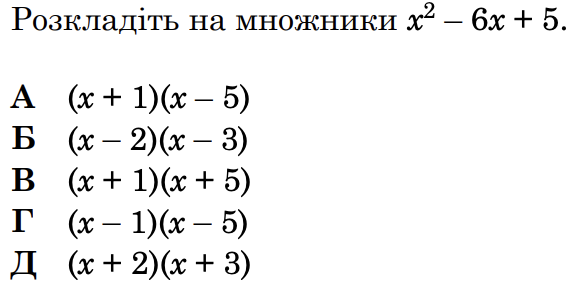 Розкладіть на множники x² – 6x + 5.
А (x + 1)(x – 5)
Б (x – 2)(x – 3)
В (x + 1)(x + 5)
Г (x – 1)(x – 5)
Д (x + 2)(x + 3)